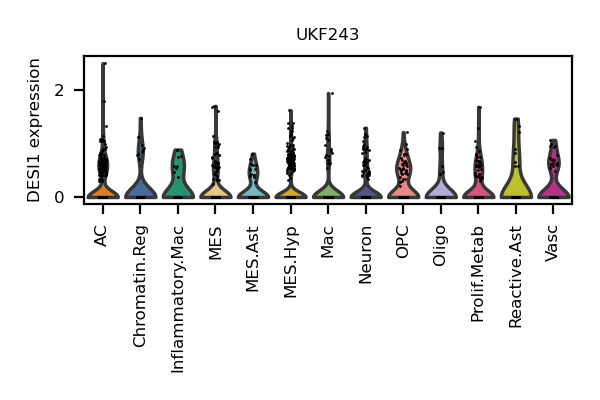 UKF243
DESI1 expression
2
0
AC
Chromatin.Reg
Inflammatory.Mac
MES
MES.Ast
MES.Hyp
Mac
Neuron
OPC
Oligo
Prolif.Metab
Reactive.Ast
Vasc